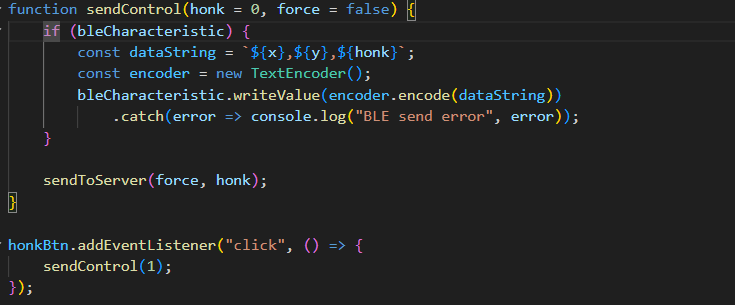 function sendControl(honk = 0, force = false) {
    if (bleCharacteristic) {
        const dataString = `${x},${y},${honk}`;
        const encoder = new TextEncoder();
        bleCharacteristic.writeValue(encoder.encode(dataString))
            .catch(error => console.log("BLE send error", error));
    }

    sendToServer(force, honk);
}

honkBtn.addEventListener("click", () => {
    sendControl(1);
});